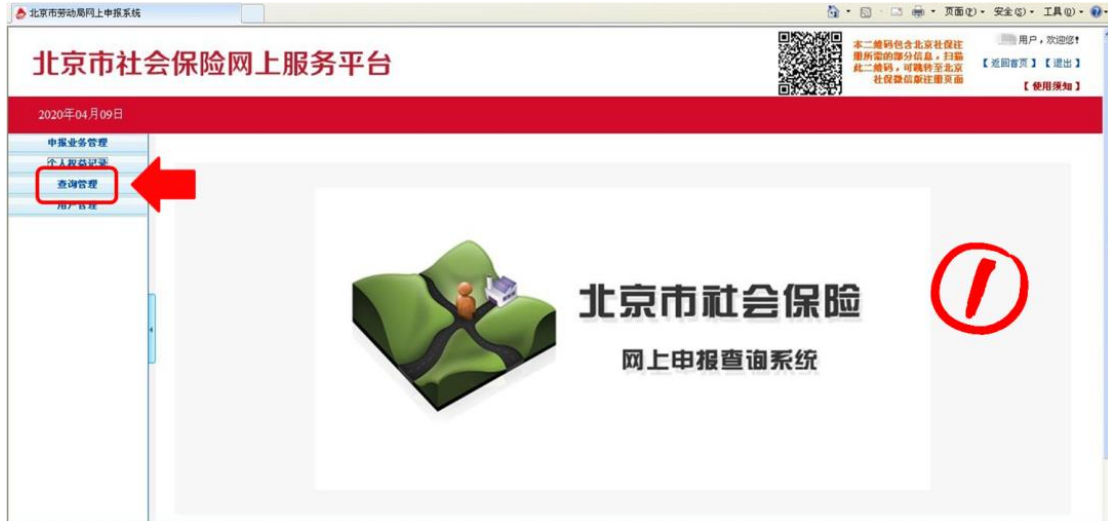 北京市劳动局网上申报系统
页面(P) 安全(S) 工具(O)
北京市社会保险网上服务平台
本二维码包含北京社保注
册所需的部分信息，扫描
此二维码，可跳转至北京
社保微信版注册页面
用户，欢迎您！
【返回首页】【退出】
【使用须知】
2020年04月09日
申报业务管理
个人权益记录
查询管理
用户管理
北京市社会保险
网上申报查询系统
1